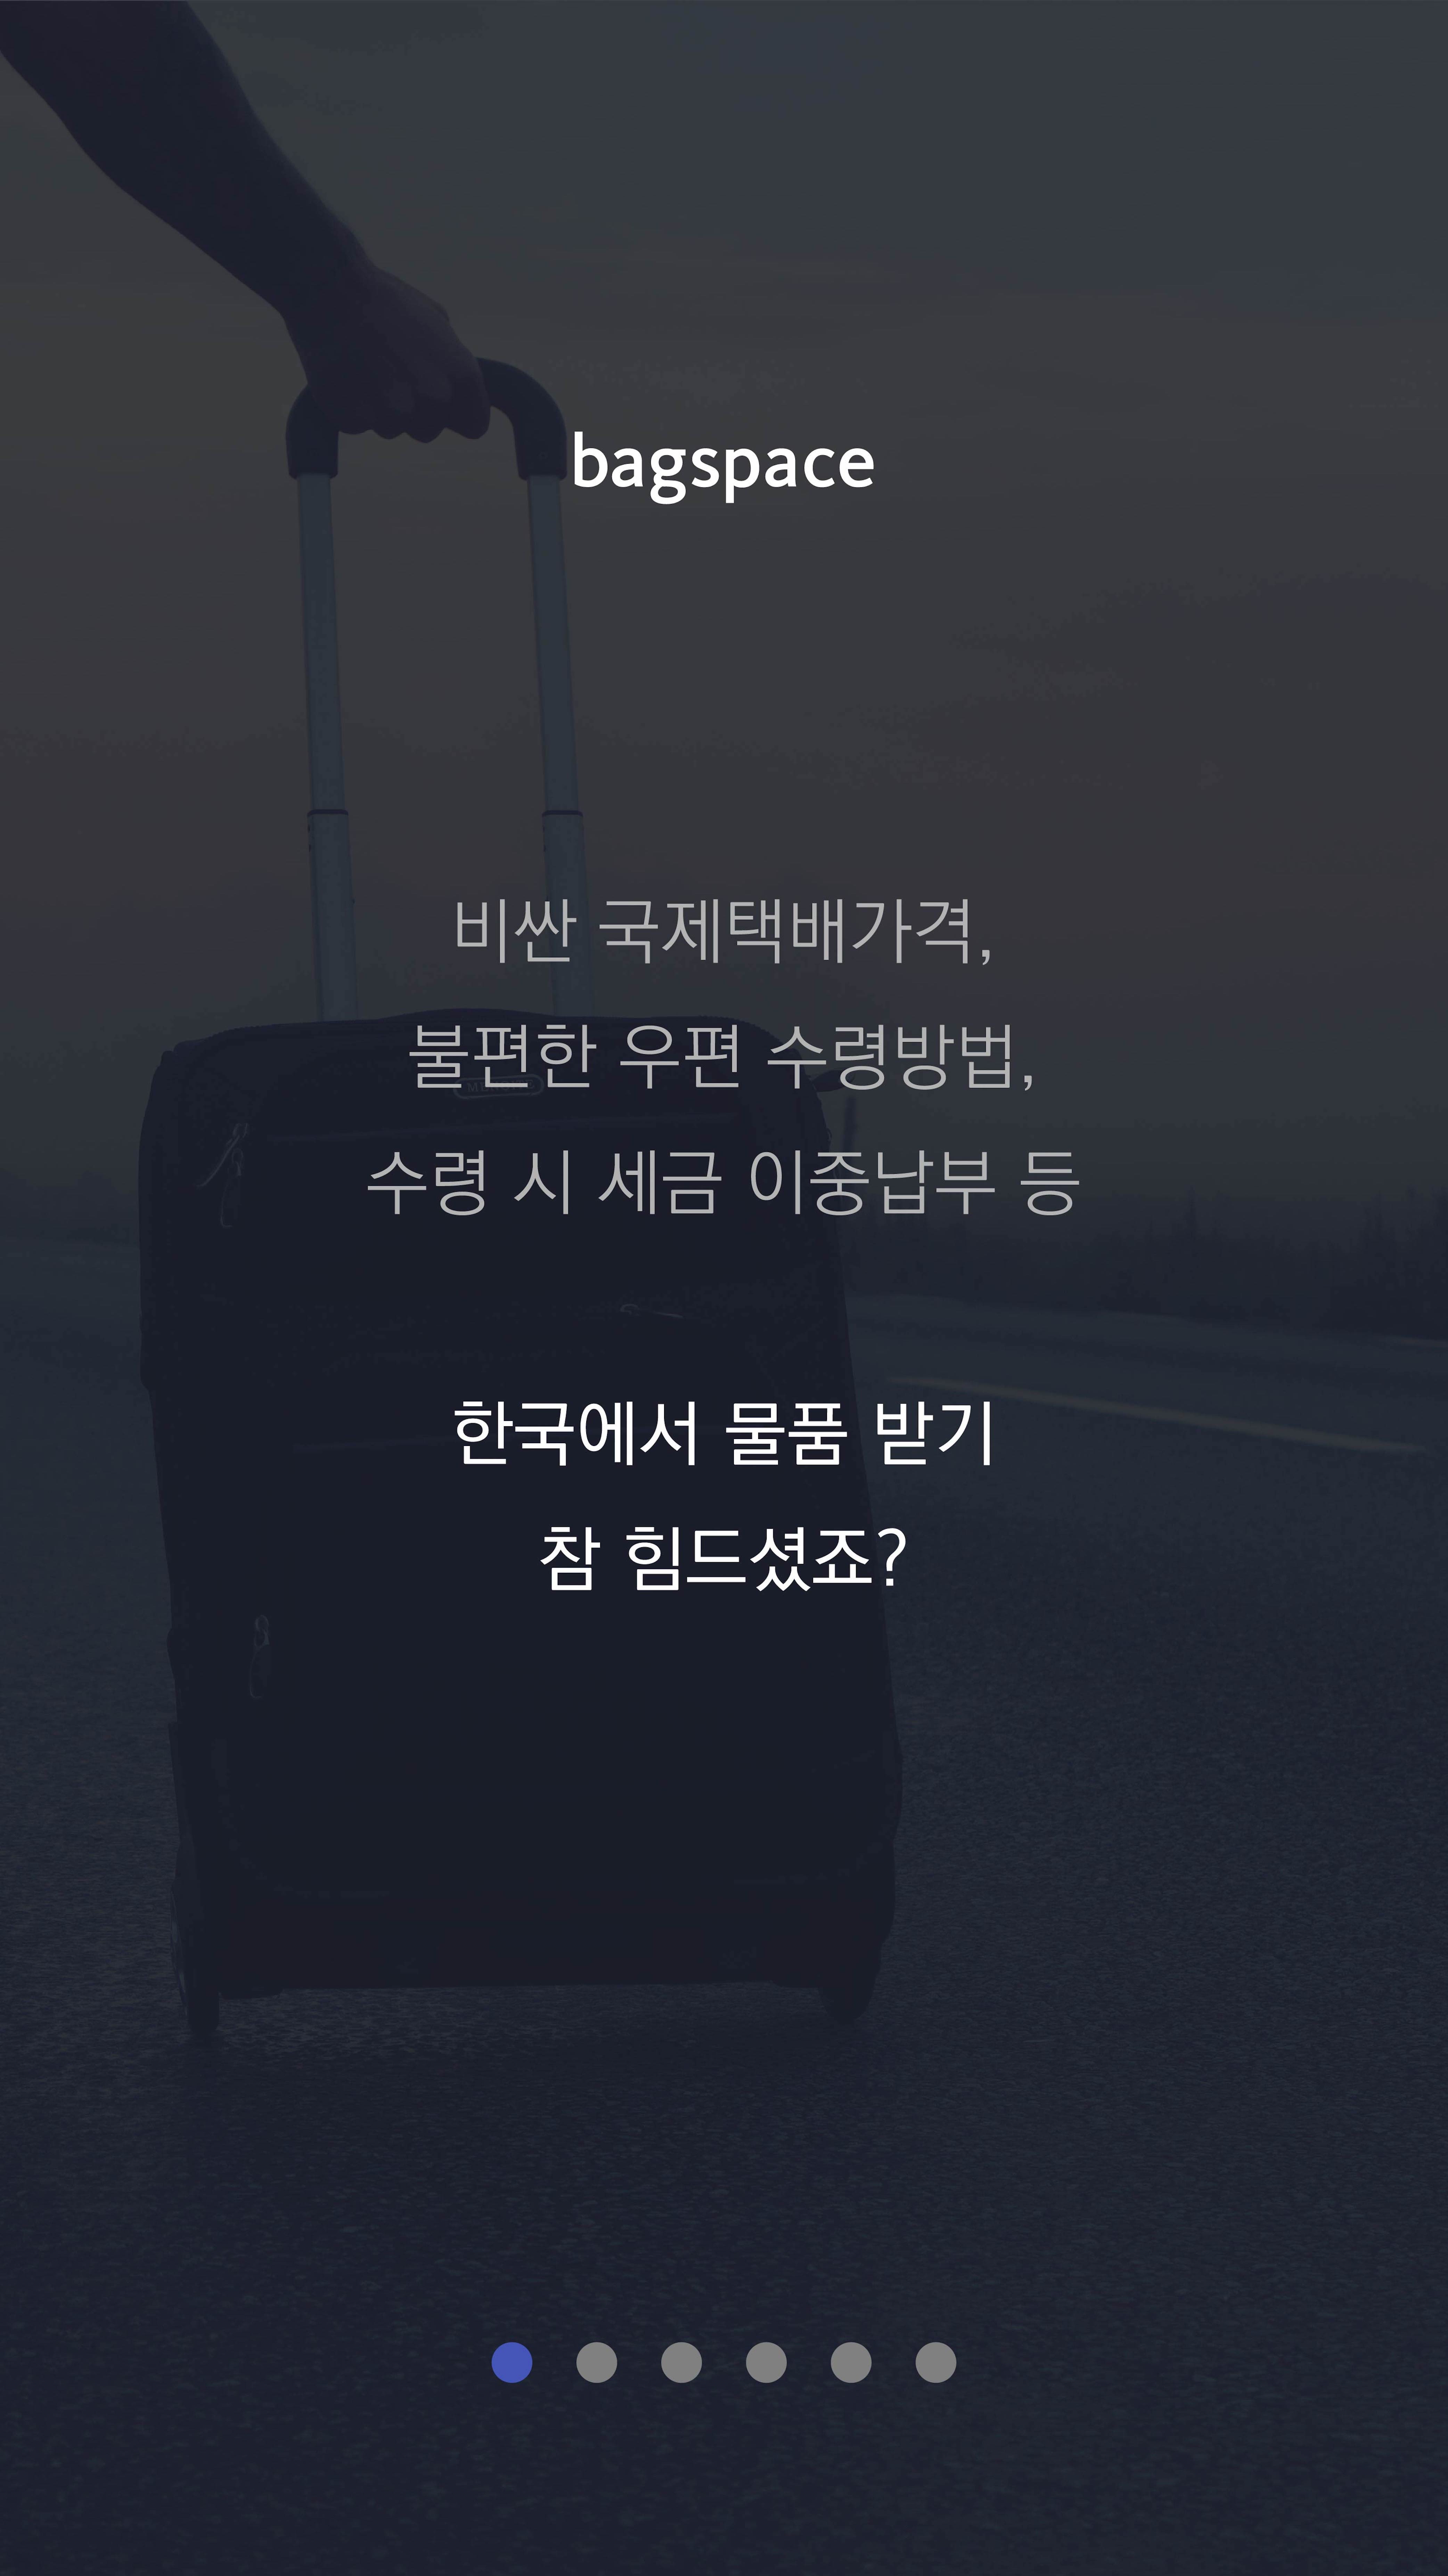 bagspace
비싼 국제택배가격,
불편한 우편 수령방법,
수령 시 세금 이중납부 등
한국에서 물품 받기
참 힘드셨죠?